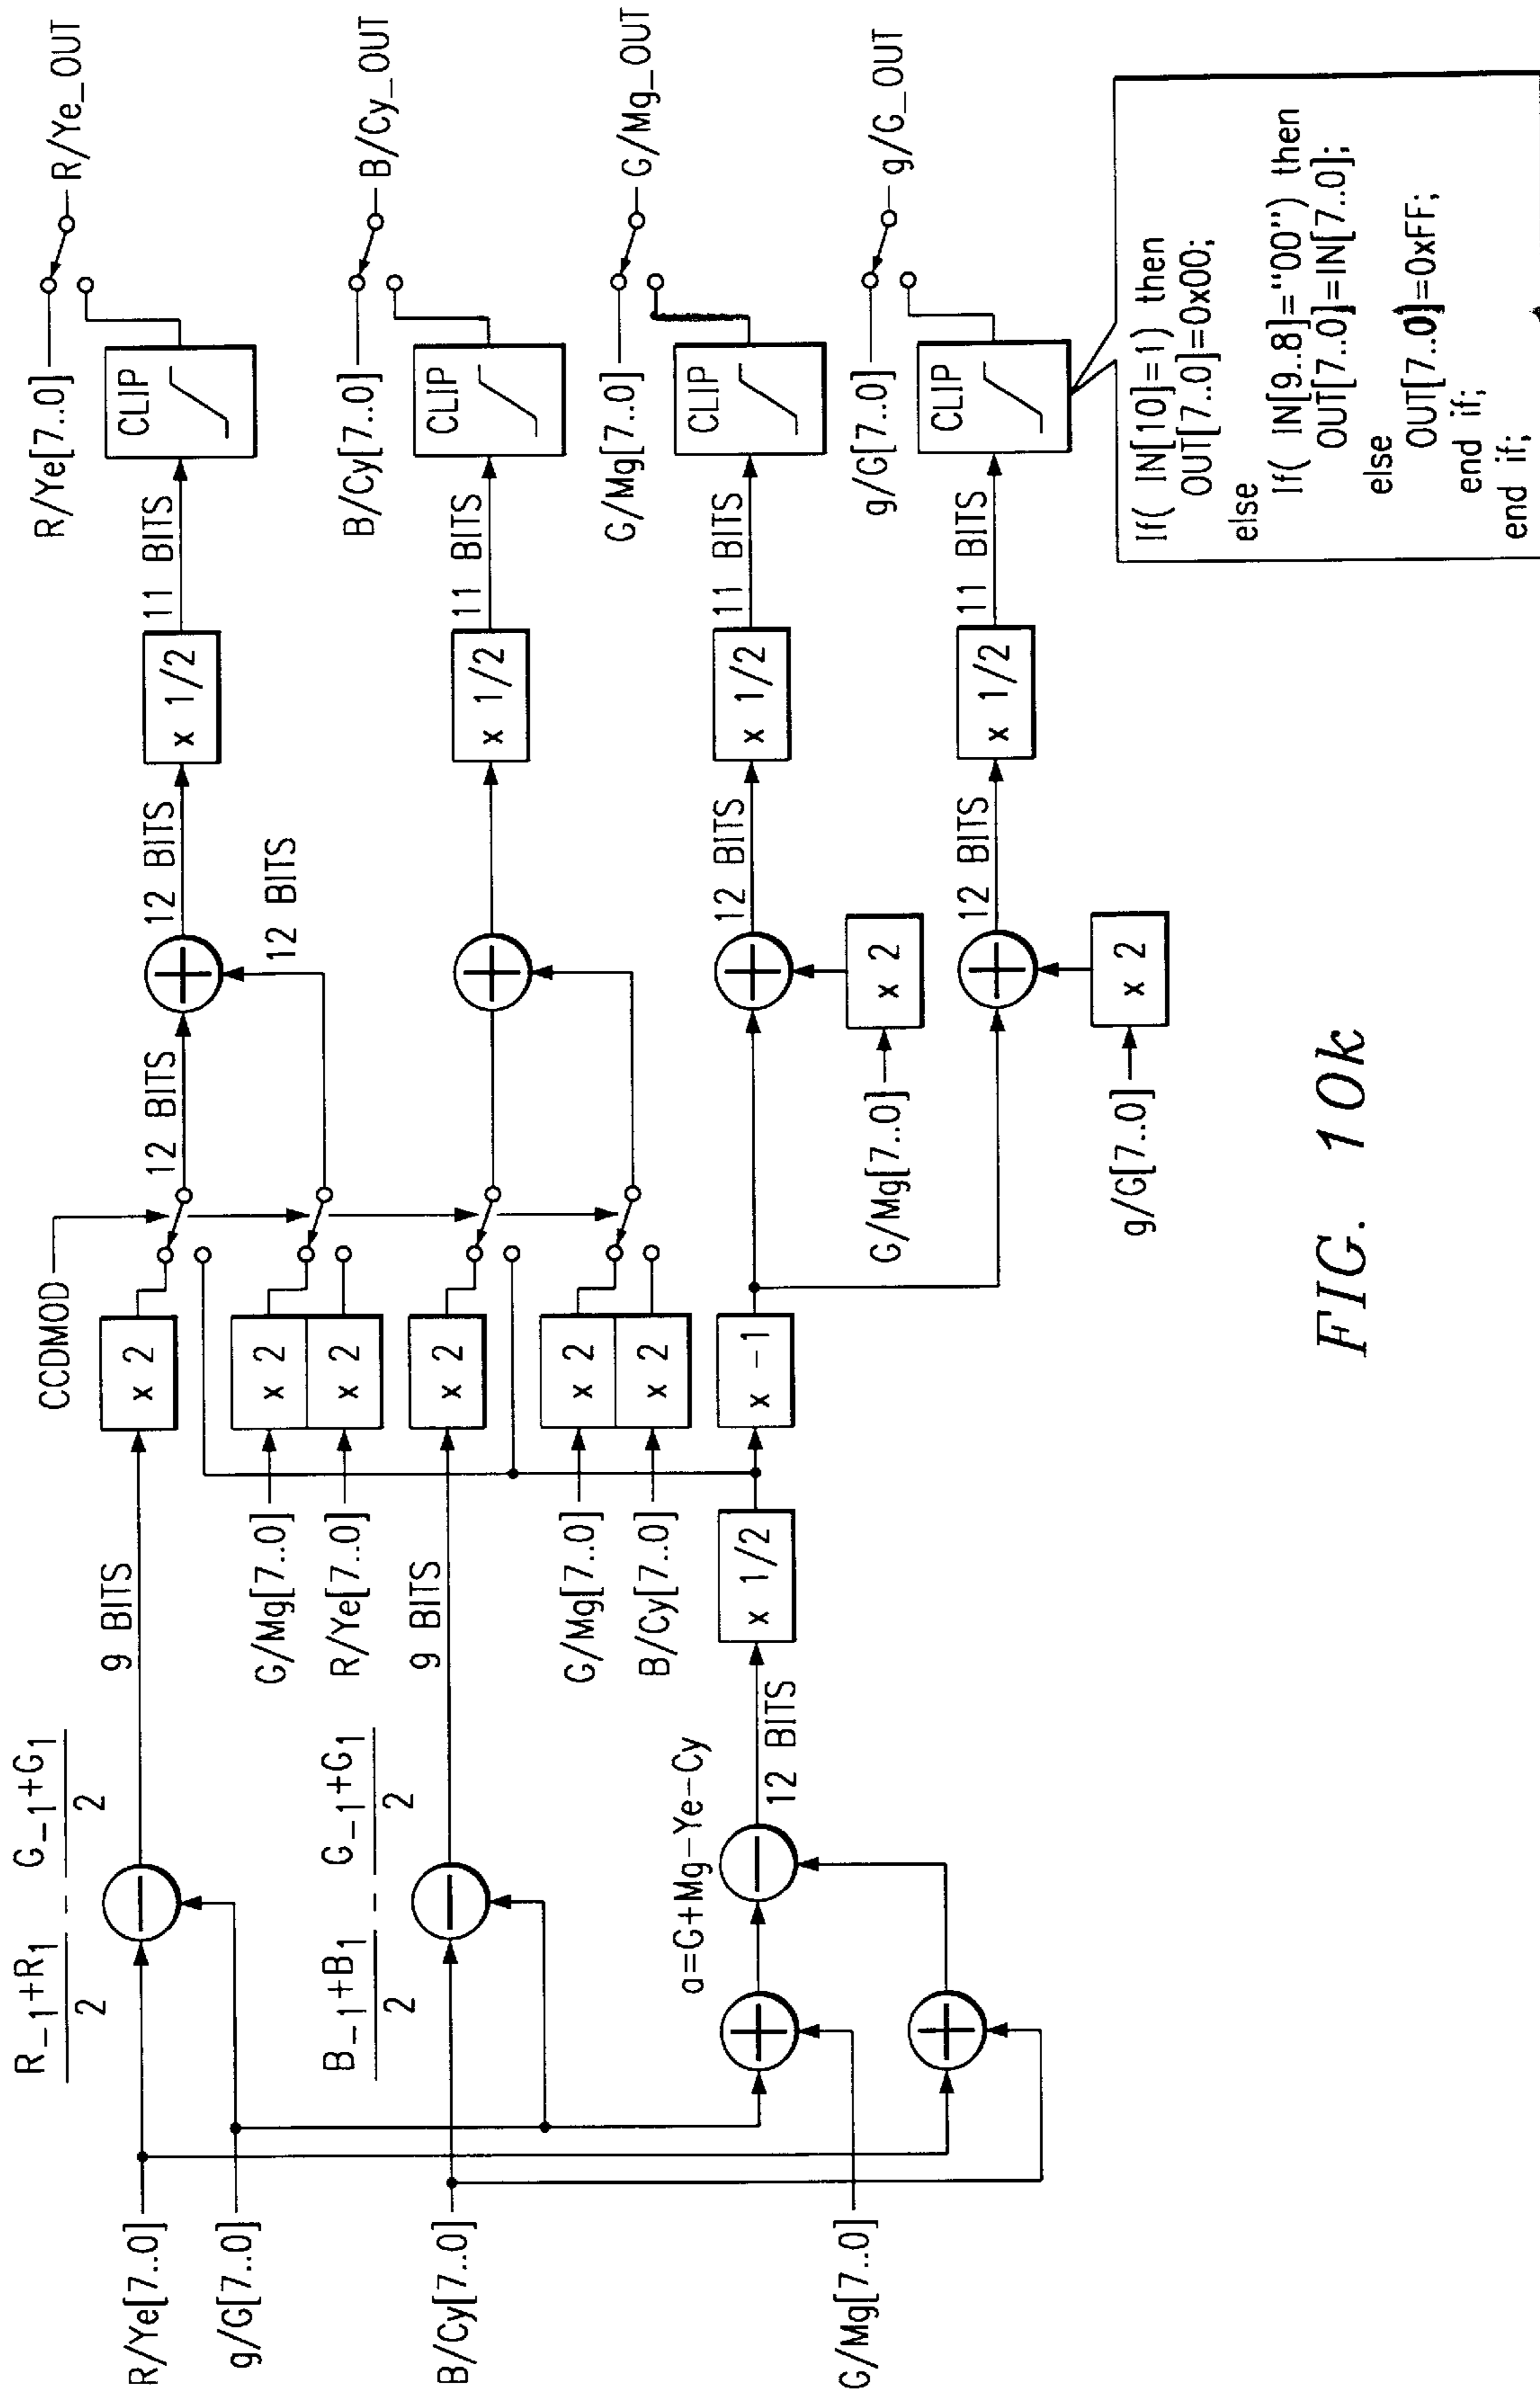 R/Ye[7..0]
g/G[7..0]
B/Cy[7..0]
G/Mg[7..0]
R₋₁+R₁ / 2 - G₋₁+G₁ / 2
B₋₁+B₁ / 2 - G₋₁+G₁ / 2
a=G+Mg-Ye-Cy
9 BITS
9 BITS
12 BITS
x 1/2
G/Mg[7..0]
R/Ye[7..0]
G/Mg[7..0]
B/Cy[7..0]
CCDMOD
x 2
x 2
x 2
x 2
x 2
x 2
x -1
12 BITS
12 BITS
12 BITS
G/Mg[7..0]
x 2
g/G[7..0]
x 2
12 BITS
12 BITS
x 1/2
x 1/2
x 1/2
x 1/2
11 BITS
11 BITS
11 BITS
11 BITS
CLIP
CLIP
CLIP
CLIP
R/Ye[7..0]
B/Cy[7..0]
G/Mg[7..0]
g/G[7..0]
R/Ye_OUT
B/Cy_OUT
G/Mg_OUT
g/G_OUT
If( IN[10]=1) then
OUT[7..0]=0x00;
else
If( IN[9..8]="00") then
OUT[7..0]=IN[7..0];
else
OUT[7..0]=0xFF;
end if;
end if;
FIG. 10k